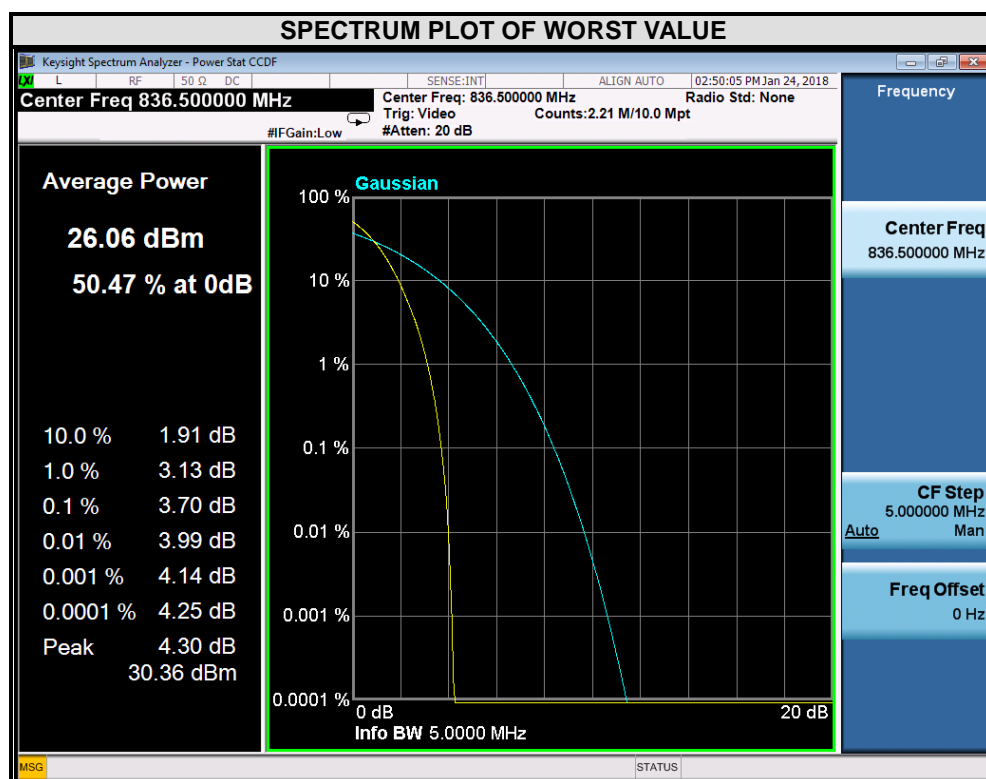 SPECTRUM PLOT OF WORST VALUE
Keysight Spectrum Analyzer - Power Stat CCDF
LXI L RF 50 Ω DC SENSE:INT ALIGN AUTO 02:50:05 PM Jan 24, 2018
Center Freq 836.500000 MHz
Center Freq: 836.500000 MHz Radio Std: None
Trig: Video Counts:2.21 M/10.0 Mpt
#IFGain:Low #Atten: 20 dB
Average Power
26.06 dBm
50.47 % at 0dB
10.0 % 1.91 dB
1.0 % 3.13 dB
0.1 % 3.70 dB
0.01 % 3.99 dB
0.001 % 4.14 dB
0.0001 % 4.25 dB
Peak 4.30 dB
30.36 dBm
Gaussian
100 %
10 %
1 %
0.1 %
0.01 %
0.001 %
0.0001 %
0 dB 20 dB
Info BW 5.0000 MHz
Frequency
Center Freq
836.500000 MHz
CF Step
5.000000 MHz
Auto Man
Freq Offset
0 Hz
MSG STATUS